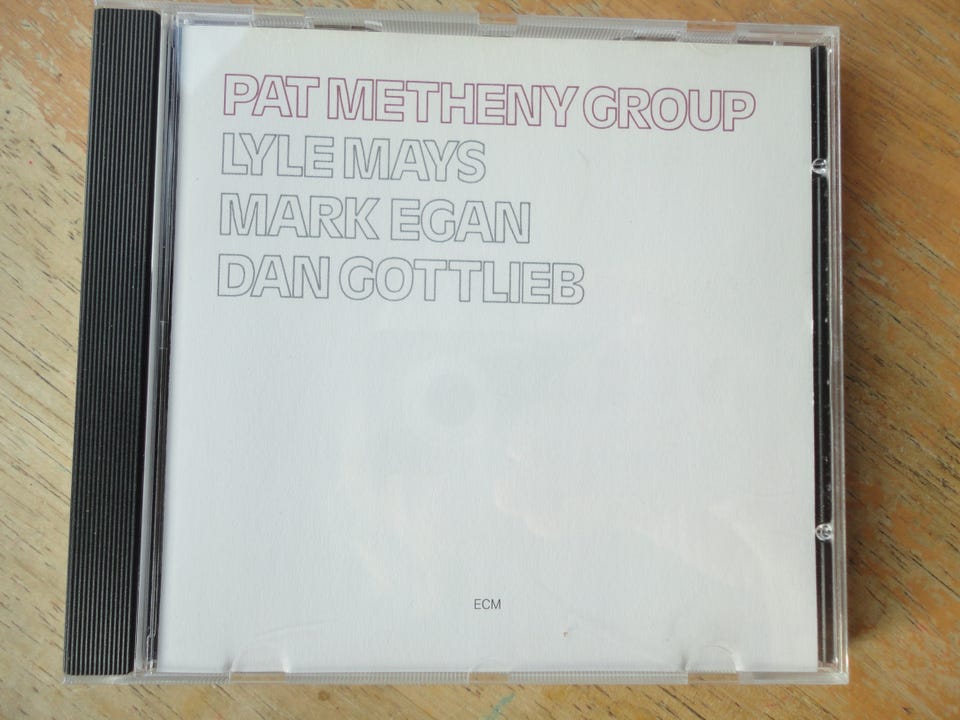 PAT METHENY GROUP
LYLE MAYS
MARK EGAN
DAN GOTTLIEB
ECM